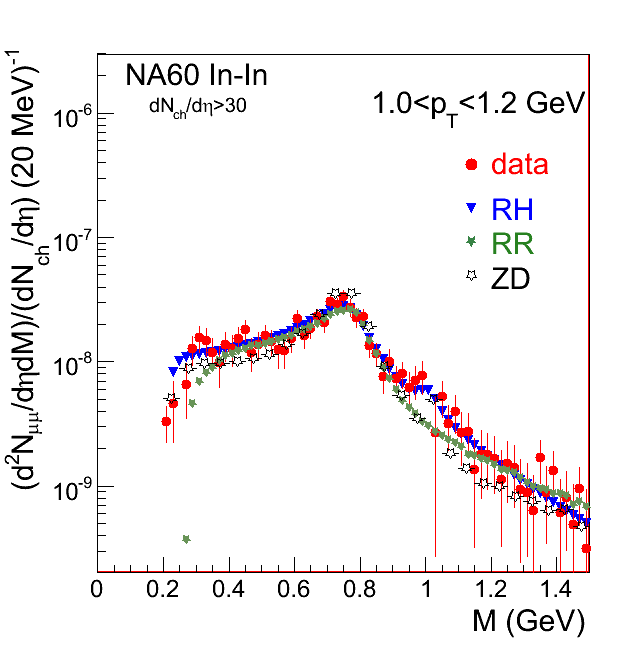 NA60 In-In
dN_ch/dη>30
1.0<p_T<1.2 GeV
data
RH
RR
ZD
(d²N_μμ/dηdM)/(dN_ch/dη) (20 MeV)⁻¹
10⁻⁶
10⁻⁷
10⁻⁸
10⁻⁹
0 0.2 0.4 0.6 0.8 1 1.2 1.4
M (GeV)